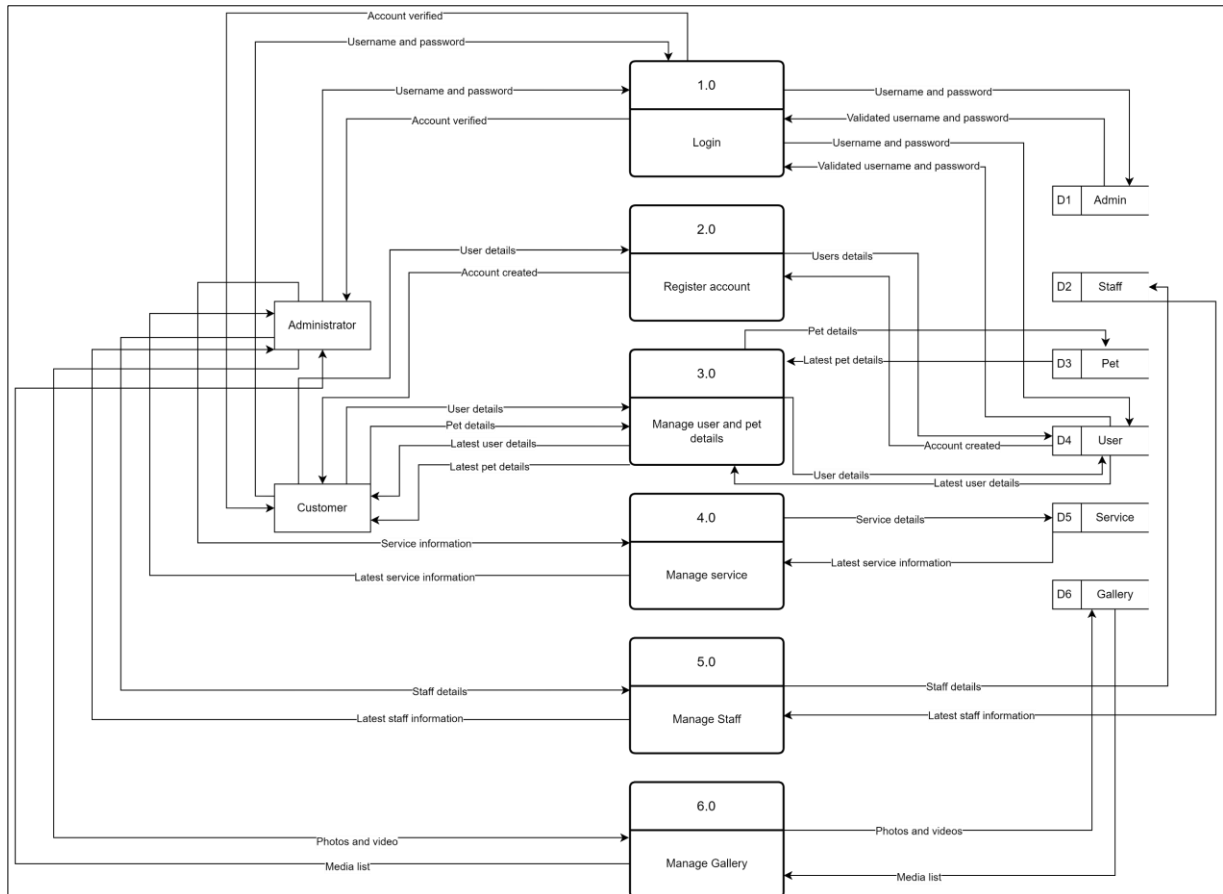 Account verified
Username and password
1.0
Username and password
Username and password
Account verified
Validated username and password
Login
Username and password
Validated username and password
D1 Admin
2.0
User details
Users details
Account created
Register account
D2 Staff
Administrator
Pet details
3.0
Latest pet details
D3 Pet
User details
Manage user and pet
details
Pet details
Latest user details
Account created
D4 User
Latest pet details
User details
Latest user details
Customer
4.0
Service details
D5 Service
Service information
Latest service information
Latest service information
Manage service
D6 Gallery
5.0
Staff details
Staff details
Latest staff information
Manage Staff
Latest staff information
6.0
Photos and video
Photos and videos
Media list
Manage Gallery
Media list